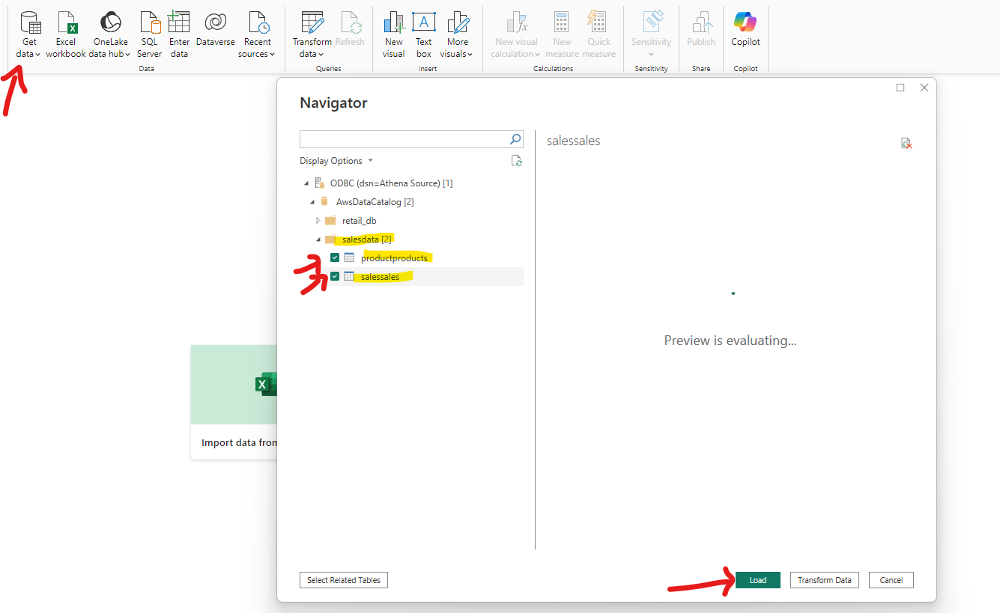 Get data
Excel workbook
OneLake data hub
SQL Server
Enter data
Dataverse
Recent sources
Data
Transform data
Refresh
Queries
New visual
Text box
More visuals
Insert
New visual calculation
New measure
Quick measure
Calculations
Sensitivity
Sensitivity
Publish
Share
Copilot
Copilot
Navigator
Display Options
ODBC (dsn=Athena Source) [1]
AwsDataCatalog [2]
retail_db
salesdata [2]
productproducts
salessales
salessales
Preview is evaluating...
Import data from
Select Related Tables
Load
Transform Data
Cancel